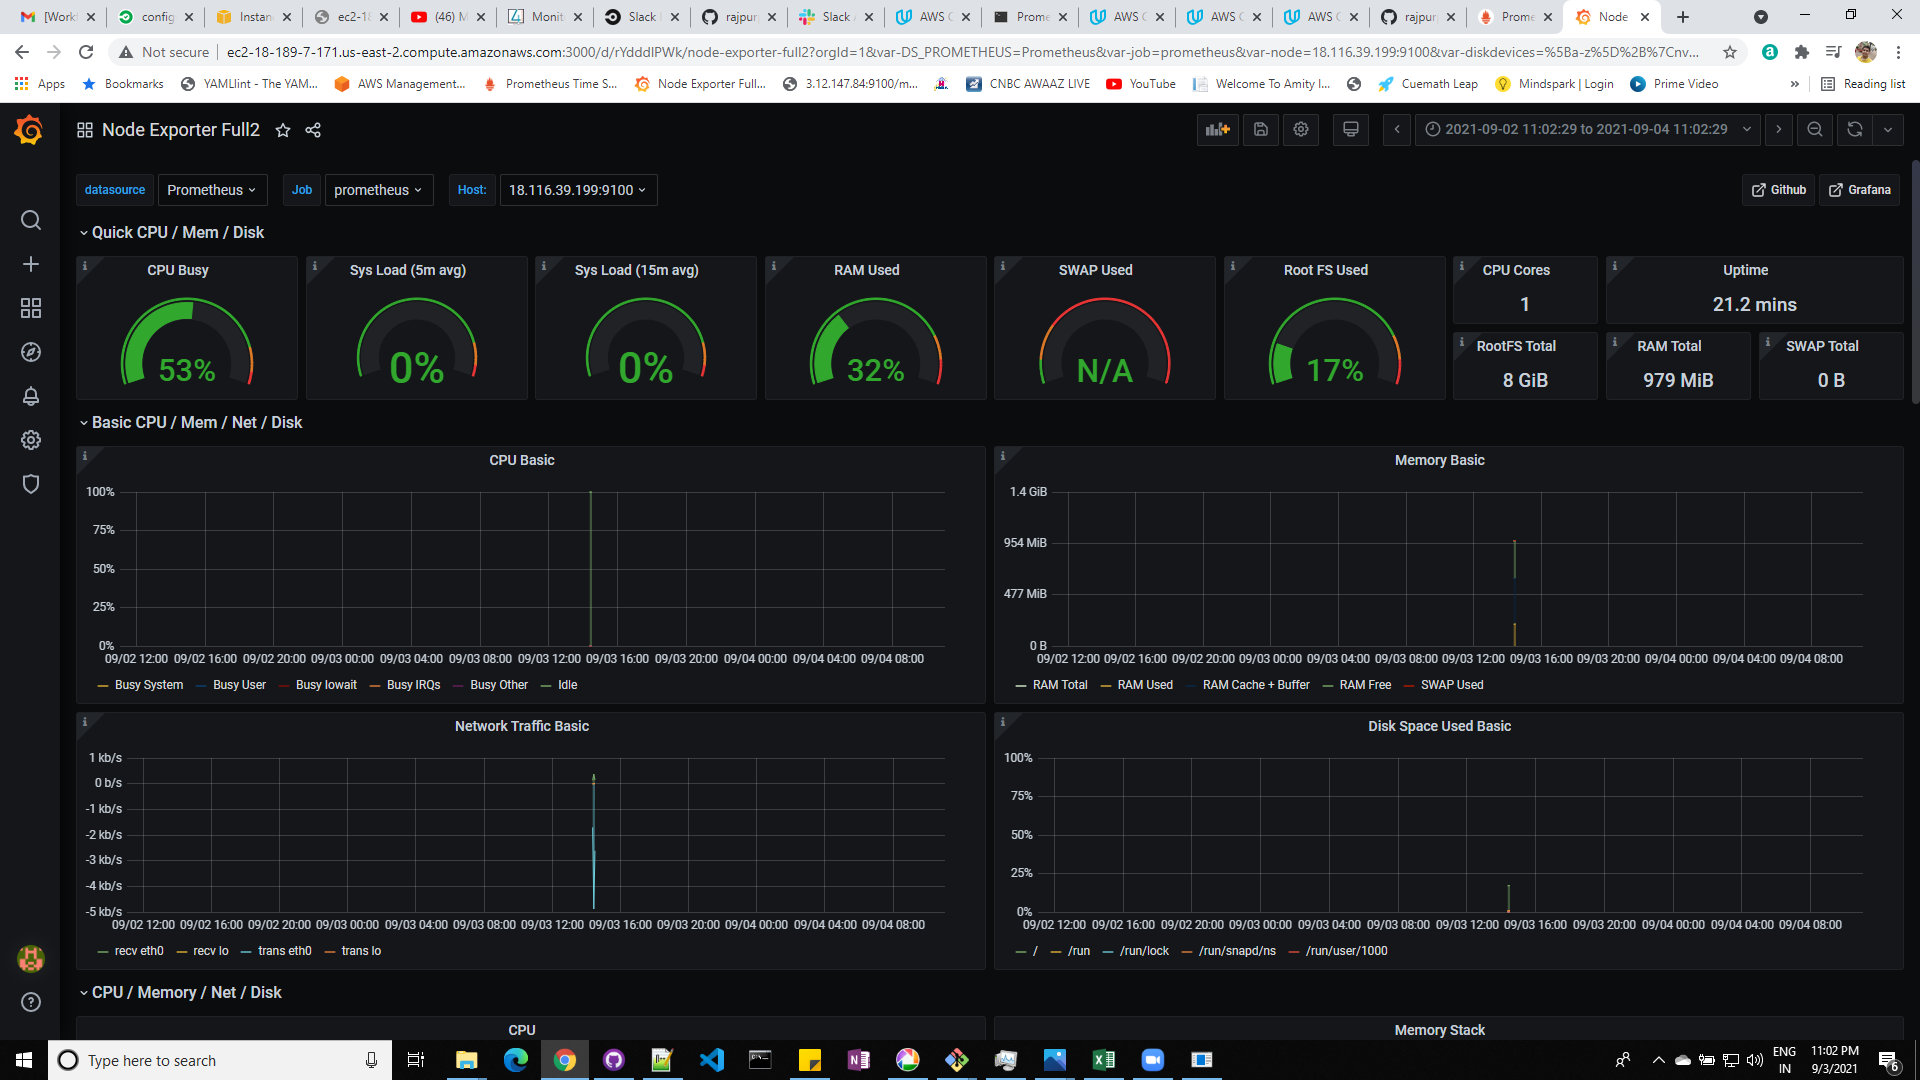 [Work config Instan ec2-18 (46) M Monit Slack rajpur Slack AWS C Prome AWS C AWS C AWS C rajpur Prome Node
Not secure ec2-18-189-7-171.us-east-2.compute.amazonaws.com:3000/d/rYdddlPWk/node-exporter-full2?orgId=1&var-DS_PROMETHEUS=Prometheus&var-job=prometheus&var-node=18.116.39.199:9100&var-diskdevices=%5Ba-z%5D%2B%7Cnv...
Apps Bookmarks YAMLlint - The YAM... AWS Management... Prometheus Time S... Node Exporter Full... 3.12.147.84:9100/m... CNBC AWAAZ LIVE YouTube Welcome To Amity I... Cuemath Leap Mindspark | Login Prime Video » Reading list
Node Exporter Full2 2021-09-02 11:02:29 to 2021-09-04 11:02:29
datasource Prometheus Job prometheus Host: 18.116.39.199:9100 Github Grafana
Quick CPU / Mem / Disk
CPU Busy Sys Load (5m avg) Sys Load (15m avg) RAM Used SWAP Used Root FS Used CPU Cores Uptime
1 21.2 mins
RootFS Total RAM Total SWAP Total
53% 0% 0% 32% N/A 17% 8 GiB 979 MiB 0 B
Basic CPU / Mem / Net / Disk
CPU Basic
100%
75%
50%
25%
0%
09/02 12:00 09/02 16:00 09/02 20:00 09/03 00:00 09/03 04:00 09/03 08:00 09/03 12:00 09/03 16:00 09/03 20:00 09/04 00:00 09/04 04:00 09/04 08:00
Busy System Busy User Busy Iowait Busy IRQs Busy Other Idle
Memory Basic
1.4 GiB
954 MiB
477 MiB
0 B
09/02 12:00 09/02 16:00 09/02 20:00 09/03 00:00 09/03 04:00 09/03 08:00 09/03 12:00 09/03 16:00 09/03 20:00 09/04 00:00 09/04 04:00 09/04 08:00
RAM Total RAM Used RAM Cache + Buffer RAM Free SWAP Used
Network Traffic Basic
1 kb/s
0 b/s
-1 kb/s
-2 kb/s
-3 kb/s
-4 kb/s
-5 kb/s
09/02 12:00 09/02 16:00 09/02 20:00 09/03 00:00 09/03 04:00 09/03 08:00 09/03 12:00 09/03 16:00 09/03 20:00 09/04 00:00 09/04 04:00 09/04 08:00
recv eth0 recv lo trans eth0 trans lo
Disk Space Used Basic
100%
75%
50%
25%
0%
09/02 12:00 09/02 16:00 09/02 20:00 09/03 00:00 09/03 04:00 09/03 08:00 09/03 12:00 09/03 16:00 09/03 20:00 09/04 00:00 09/04 04:00 09/04 08:00
/ /run /run/lock /run/snapd/ns /run/user/1000
CPU / Memory / Net / Disk
CPU Memory Stack
Type here to search
ENG 11:02 PM
IN 9/3/2021 6